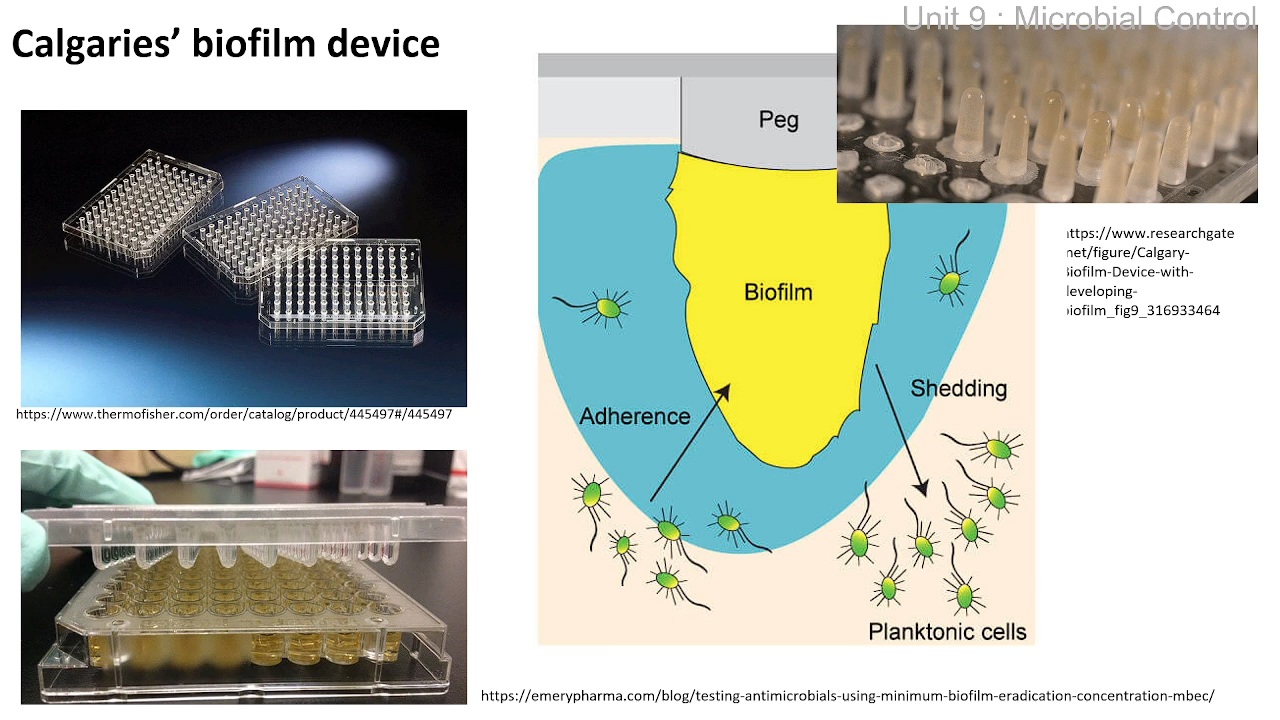 Unit 9 : Microbial Control
Calgaries’ biofilm device
Peg
Biofilm
Adherence
Shedding
Planktonic cells
https://www.researchgate
net/figure/Calgary-
Biofilm-Device-with-
developing-
biofilm_fig9_316933464
https://www.thermofisher.com/order/catalog/product/445497#/445497
https://emerypharma.com/blog/testing-antimicrobials-using-minimum-biofilm-eradication-concentration-mbec/